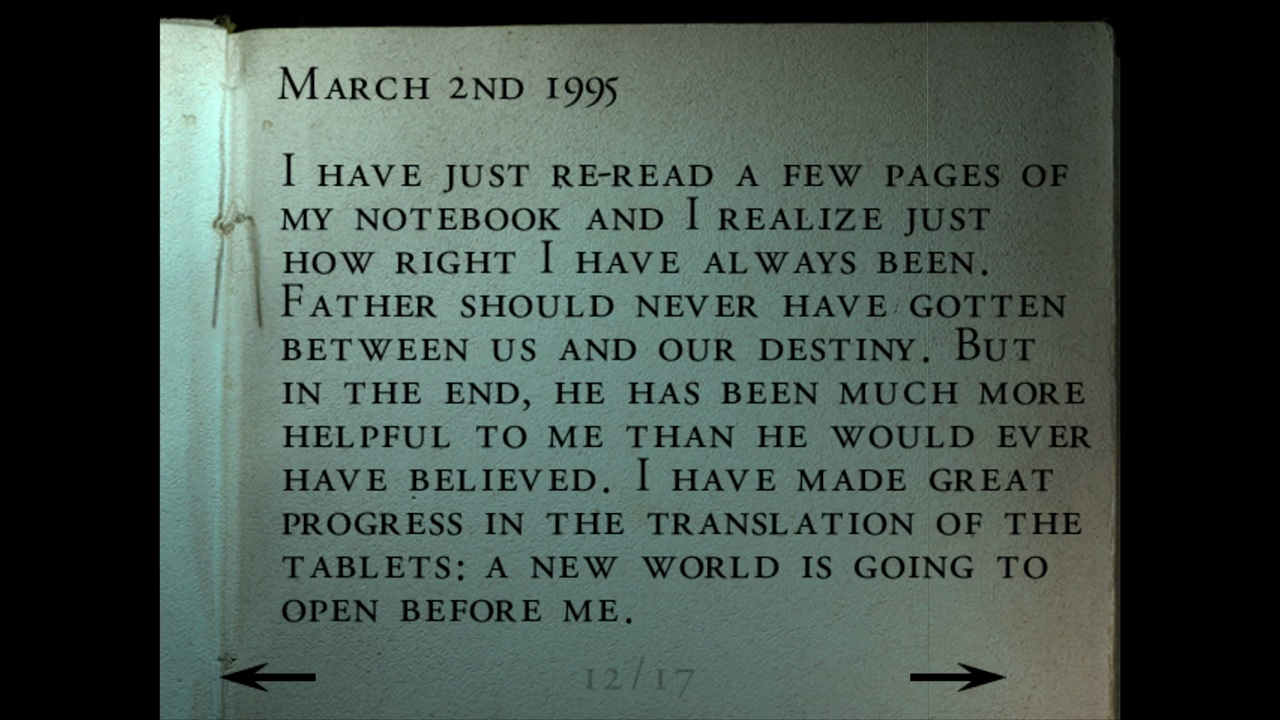 March 2nd 1995
I have just re-read a few pages of
my notebook and I realize just
how right I have always been.
Father should never have gotten
between us and our destiny. But
in the end, he has been much more
helpful to me than he would ever
have believed. I have made great
progress in the translation of the
tablets: a new world is going to
open before me.
12/17